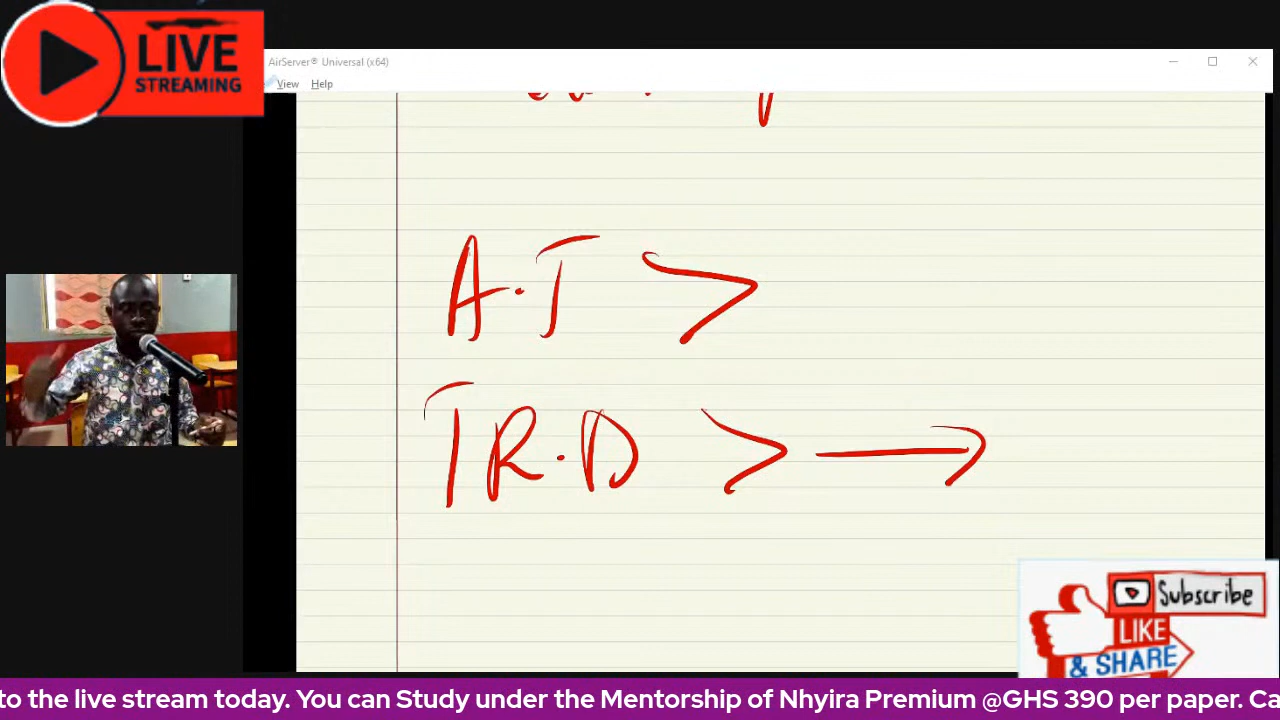 LIVE
STREAMING
AirServer® Universal (x64)
View Help
A.T >
TR.D > →
Subscribe
LIKE
& SHARE
to the live stream today. You can Study under the Mentorship of Nhyira Premium @GHS 390 per paper. Ca